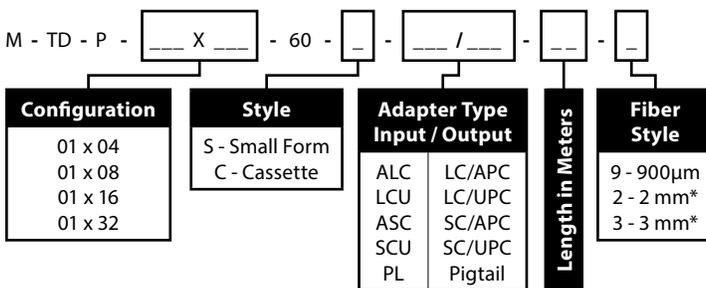 M - TD - P - ___ X ___ - 60 - _ - ___ / ___ - _ _ - _
Configuration
01 x 04
01 x 08
01 x 16
01 x 32
Style
S - Small Form
C - Cassette
Adapter Type
Input / Output
ALC LC/APC
LCU LC/UPC
ASC SC/APC
SCU SC/UPC
PL Pigtail
Length in Meters
Fiber
Style
9 - 900μm
2 - 2 mm*
3 - 3 mm*